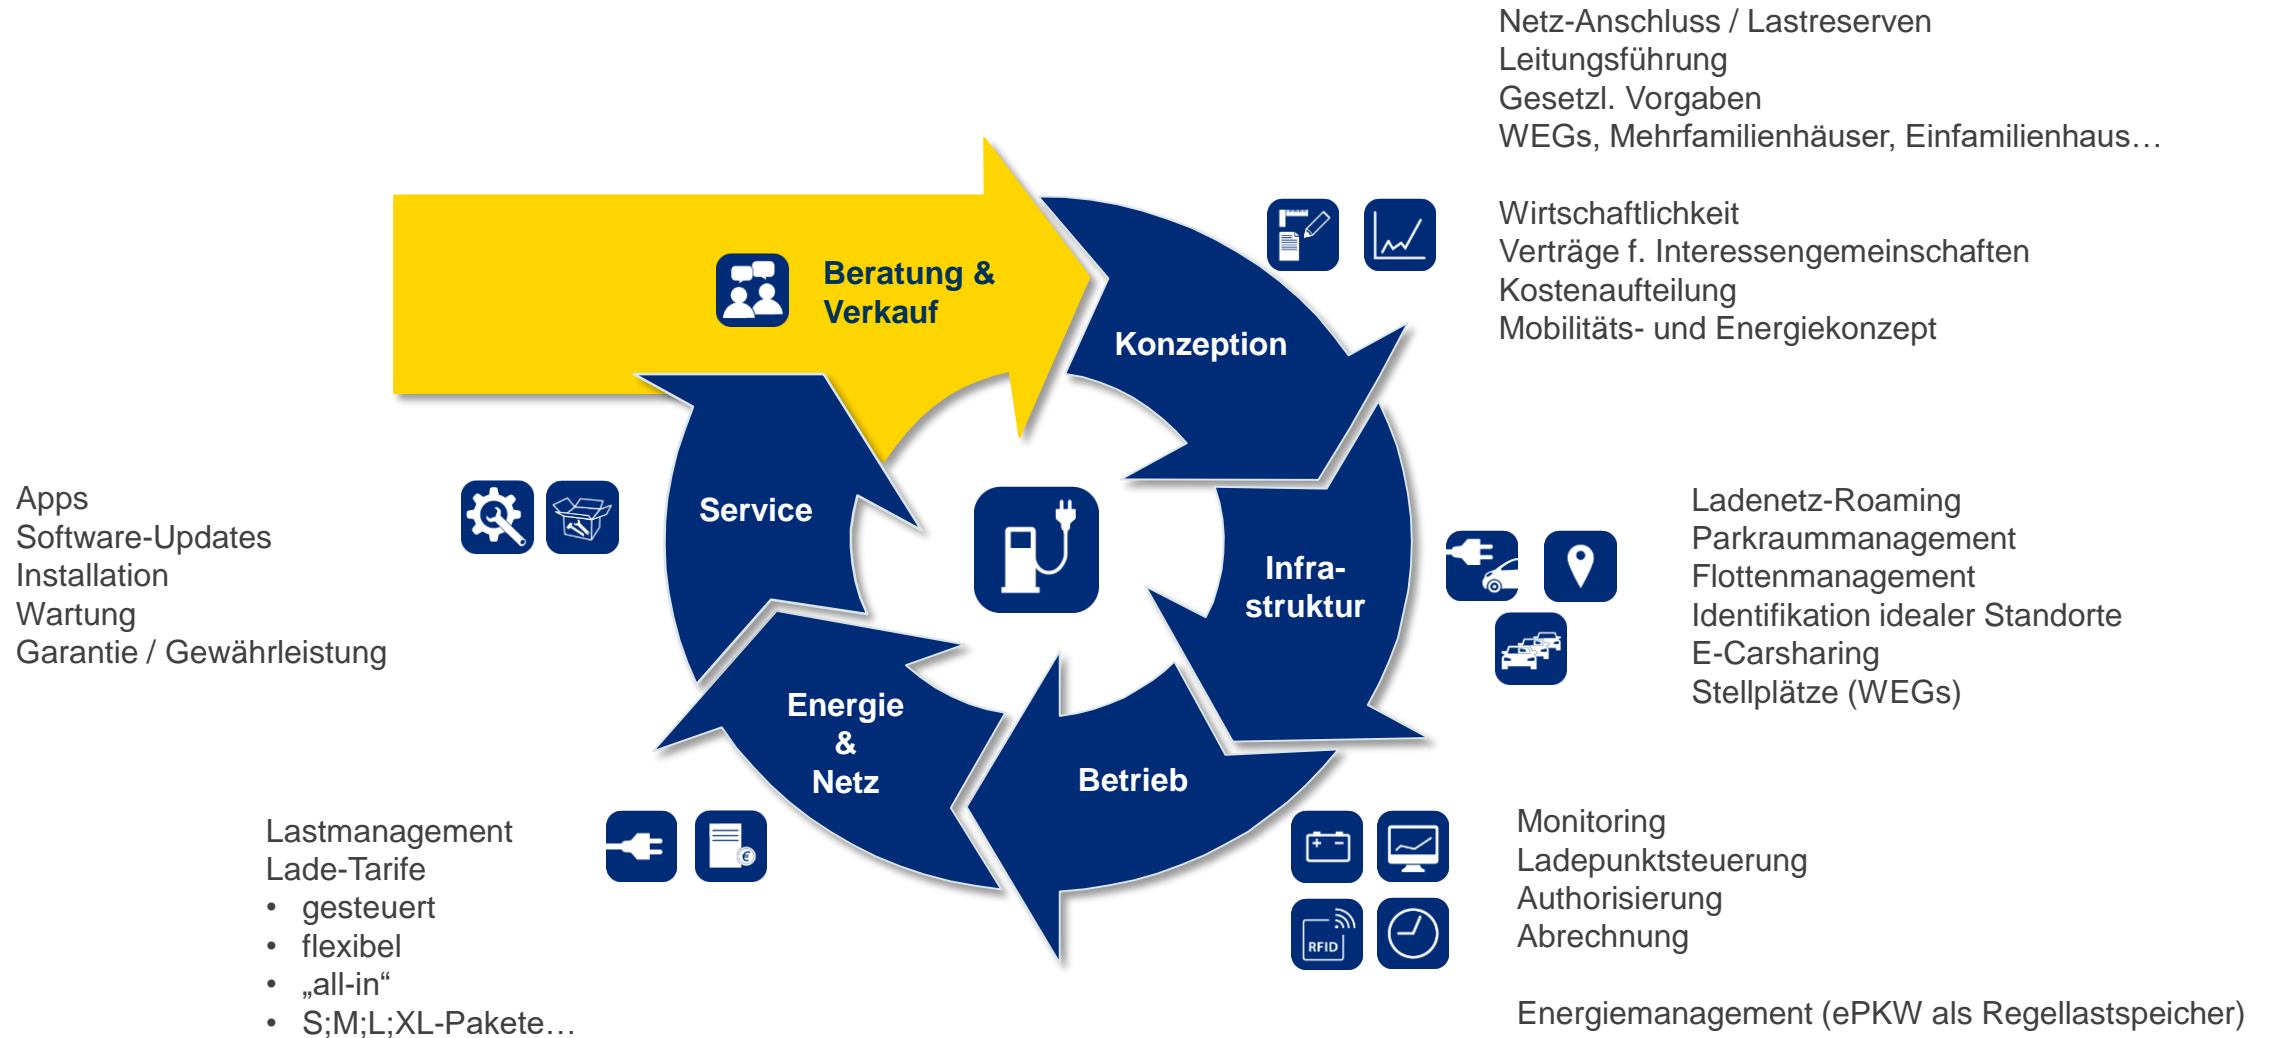 Netz-Anschluss / Lastreserven
Leitungsführung
Gesetzl. Vorgaben
WEGs, Mehrfamilienhäuser, Einfamilienhaus…
Wirtschaftlichkeit
Verträge f. Interessengemeinschaften
Kostenaufteilung
Mobilitäts- und Energiekonzept
Beratung &
Verkauf
Konzeption
Service
Infra-
struktur
Energie
&
Netz
Betrieb
Apps
Software-Updates
Installation
Wartung
Garantie / Gewährleistung
Ladenetz-Roaming
Parkraummanagement
Flottenmanagement
Identifikation idealer Standorte
E-Carsharing
Stellplätze (WEGs)
Lastmanagement
Lade-Tarife
• gesteuert
• flexibel
• „all-in“
• S;M;L;XL-Pakete…
€
+ -
RFID
Monitoring
Ladepunktsteuerung
Authorisierung
Abrechnung
Energiemanagement (ePKW als Regellastspeicher)